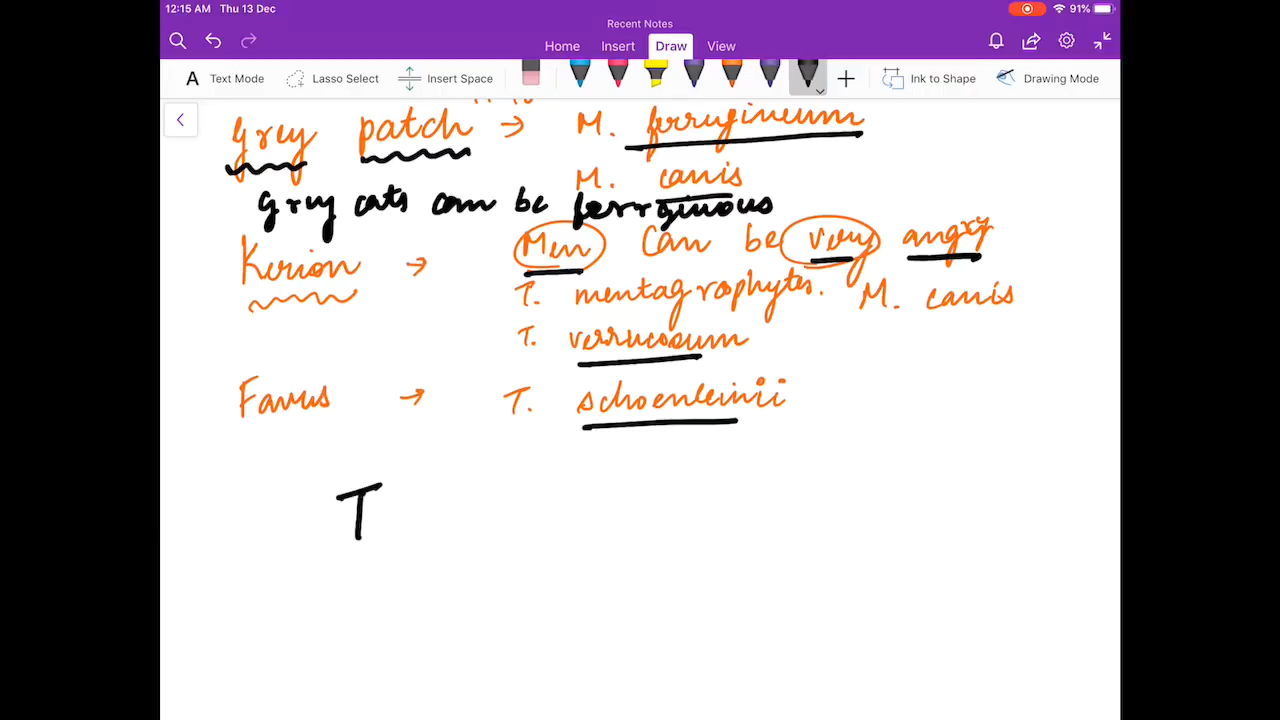 12:15 AM Thu 13 Dec
91%
Recent Notes
Home Insert Draw View
Text Mode Lasso Select Insert Space Ink to Shape Drawing Mode
Grey patch → M. ferrugineum
M. canis
Grey cats can be ferrginous
Kerion → Men can be very angry
T. mentagrophytes. M. canis
T. verrucosum
Favus → T. schoenleinii
T